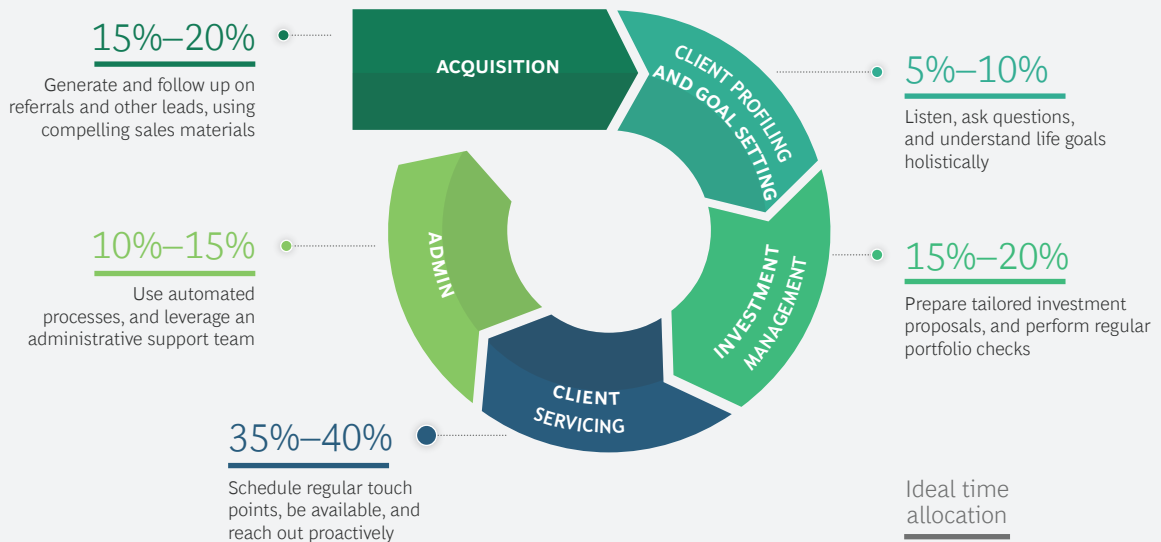 15%–20%
Generate and follow up on
referrals and other leads, using
compelling sales materials
ACQUISITION
CLIENT PROFILING
AND GOAL SETTING
5%–10%
Listen, ask questions,
and understand life goals
holistically
10%–15%
Use automated
processes, and leverage an
administrative support team
ADMIN
INVESTMENT
MANAGEMENT
15%–20%
Prepare tailored investment
proposals, and perform regular
portfolio checks
CLIENT
SERVICING
35%–40%
Schedule regular touch
points, be available, and
reach out proactively
Ideal time
allocation